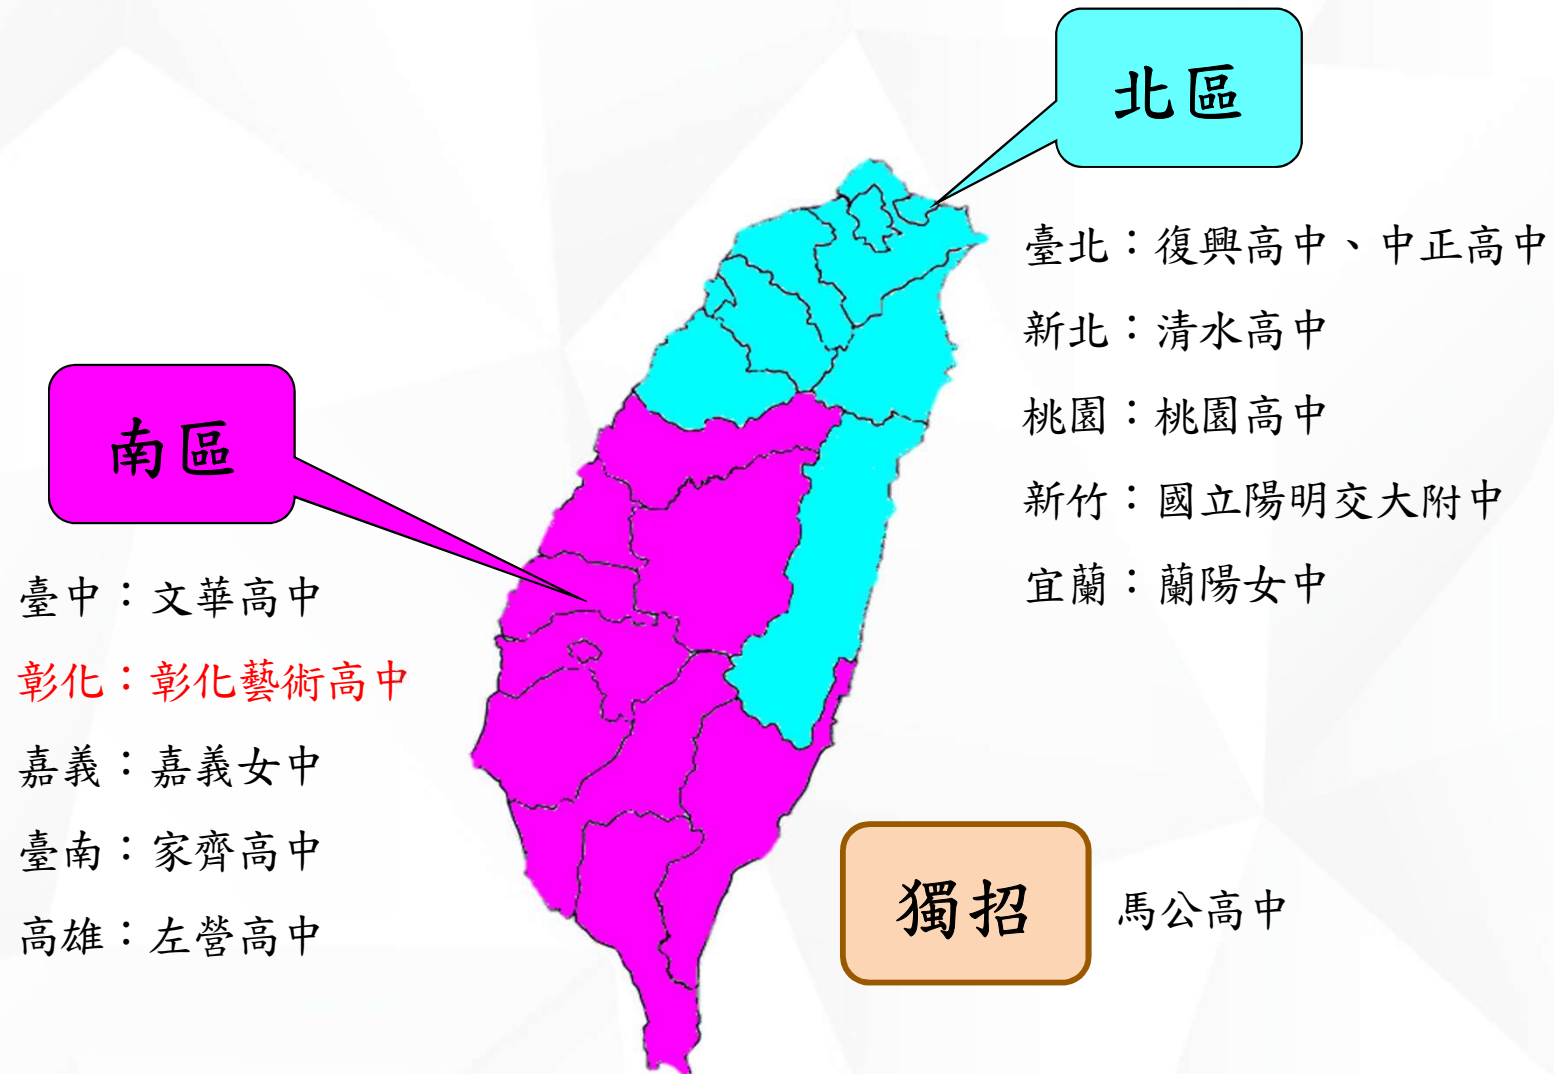 北區
臺北：復興高中、中正高中
新北：清水高中
桃園：桃園高中
新竹：國立陽明交大附中
宜蘭：蘭陽女中
南區
臺中：文華高中
彰化：彰化藝術高中
嘉義：嘉義女中
臺南：家齊高中
高雄：左營高中
獨招
馬公高中